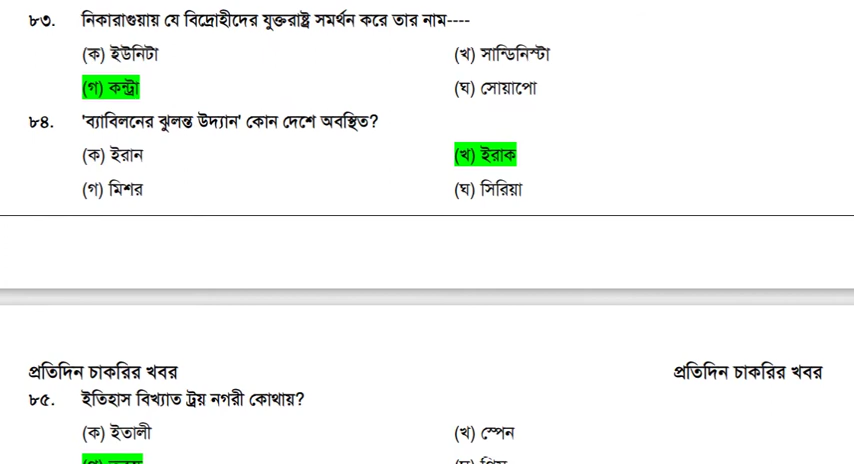 ৮৩. নিকারাগুয়ায় যে বিদ্রোহীদের যুক্তরাষ্ট্র সমর্থন করে তার নাম----
(ক) ইউনিটা (খ) সান্ডিনিস্টা
(গ) কন্ট্রা (ঘ) সোয়াপো
৮৪. 'ব্যাবিলনের ঝুলন্ত উদ্যান' কোন দেশে অবস্থিত?
(ক) ইরান (খ) ইরাক
(গ) মিশর (ঘ) সিরিয়া
প্রতিদিন চাকরির খবর প্রতিদিন চাকরির খবর
৮৫. ইতিহাস বিখ্যাত ট্রয় নগরী কোথায়?
(ক) ইতালী (খ) স্পেন